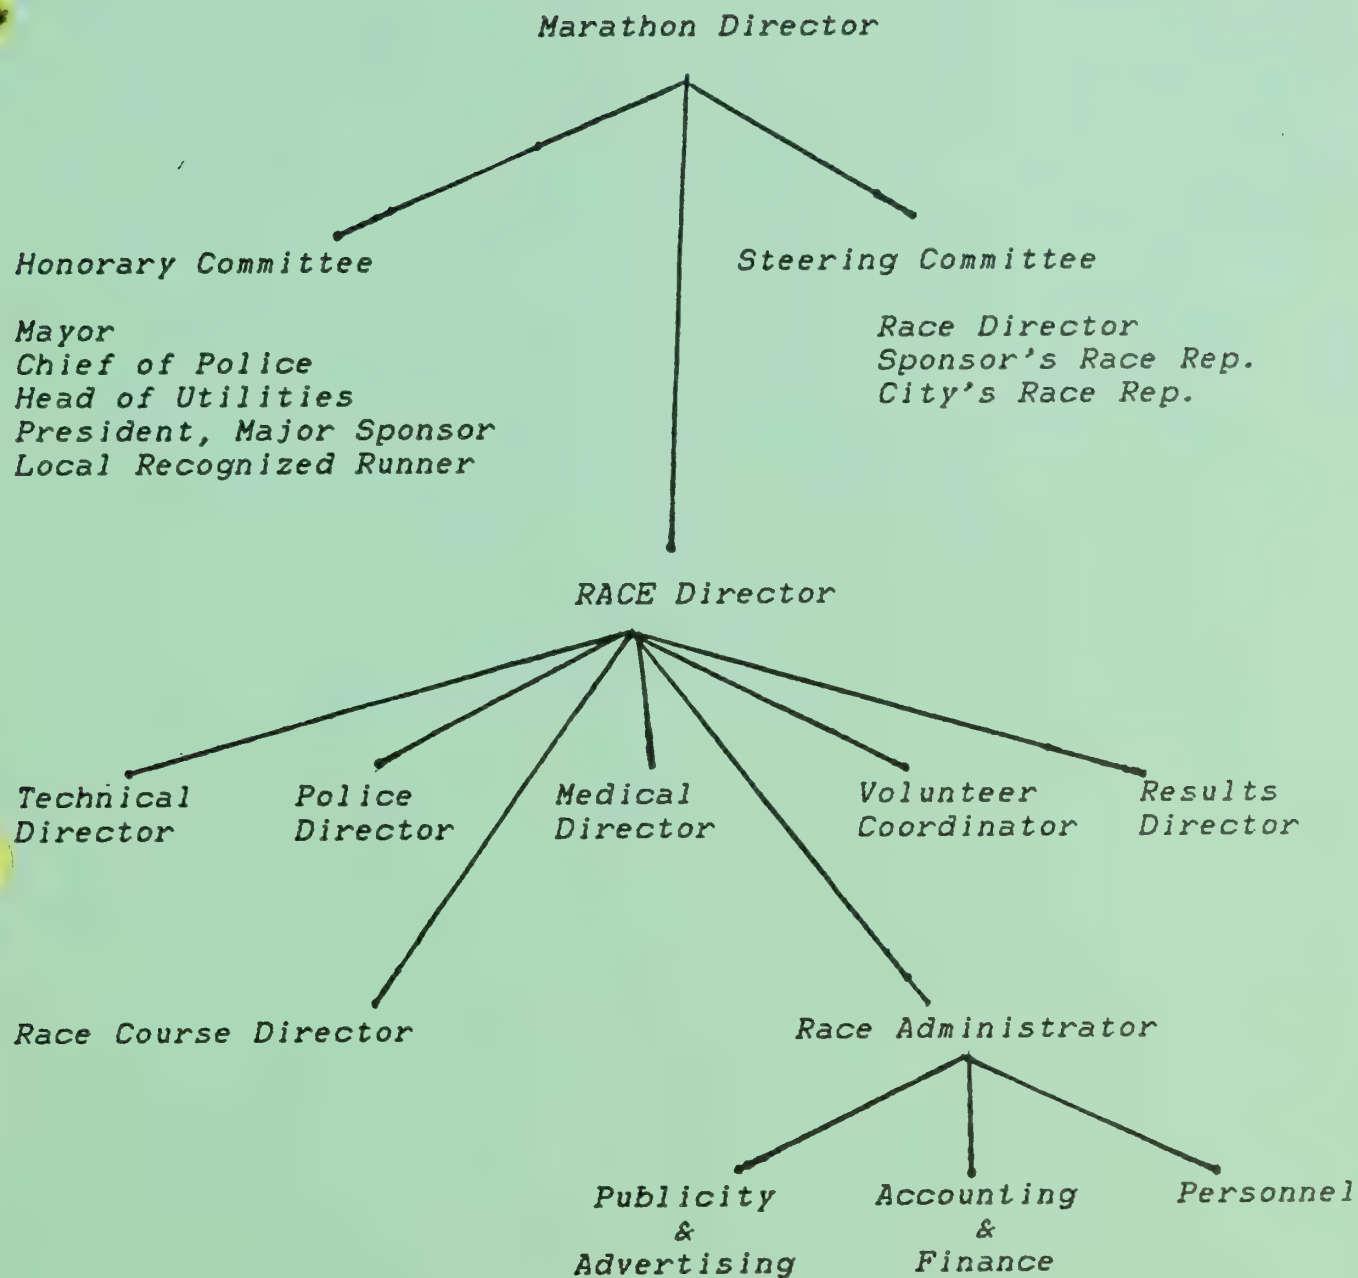 Marathon Director
Honorary Committee
Mayor
Chief of Police
Head of Utilities
President, Major Sponsor
Local Recognized Runner
Steering Committee
Race Director
Sponsor's Race Rep.
City's Race Rep.
RACE Director
Technical
Director
Police
Director
Medical
Director
Volunteer
Coordinator
Results
Director
Race Course Director
Race Administrator
Publicity
&
Advertising
Accounting
&
Finance
Personnel